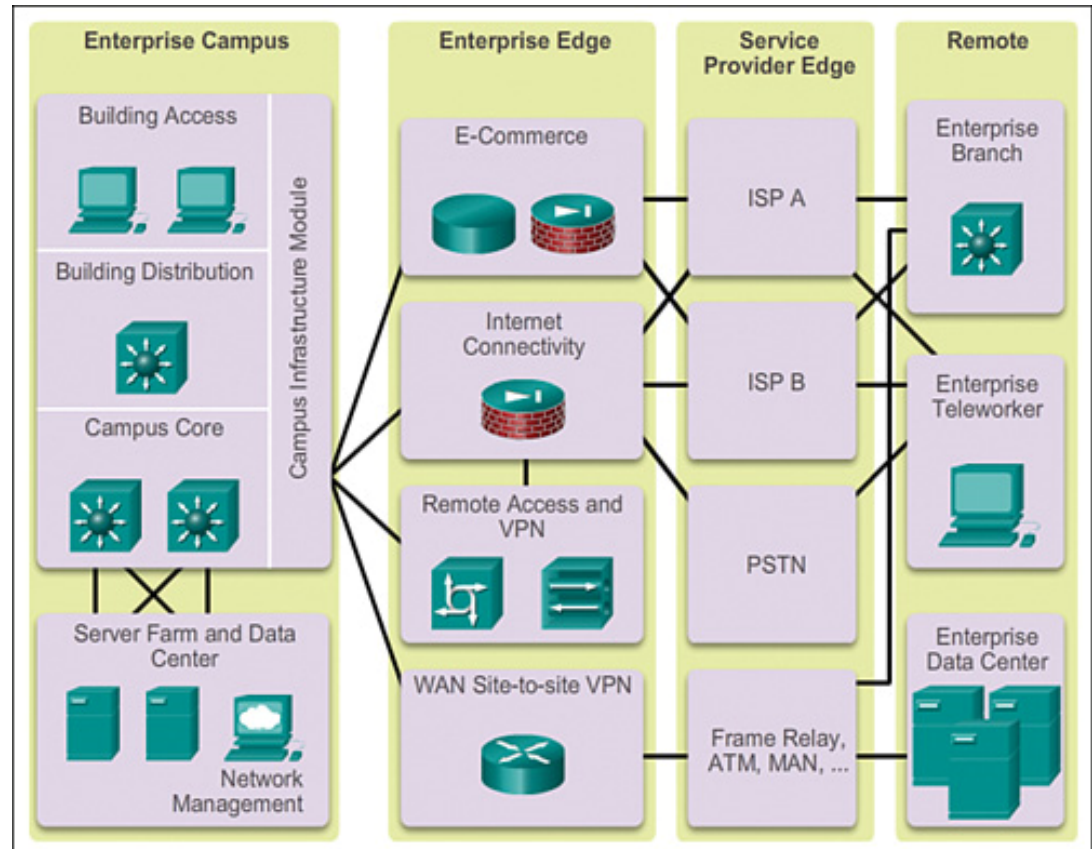 Enterprise Campus
Building Access
Building Distribution
Campus Core
Campus Infrastructure Module
Server Farm and Data
Center
Network
Management
Enterprise Edge
E-Commerce
Internet
Connectivity
Remote Access and
VPN
WAN Site-to-site VPN
Service
Provider Edge
ISP A
ISP B
PSTN
Frame Relay,
ATM, MAN, ...
Remote
Enterprise
Branch
Enterprise
Teleworker
Enterprise
Data Center